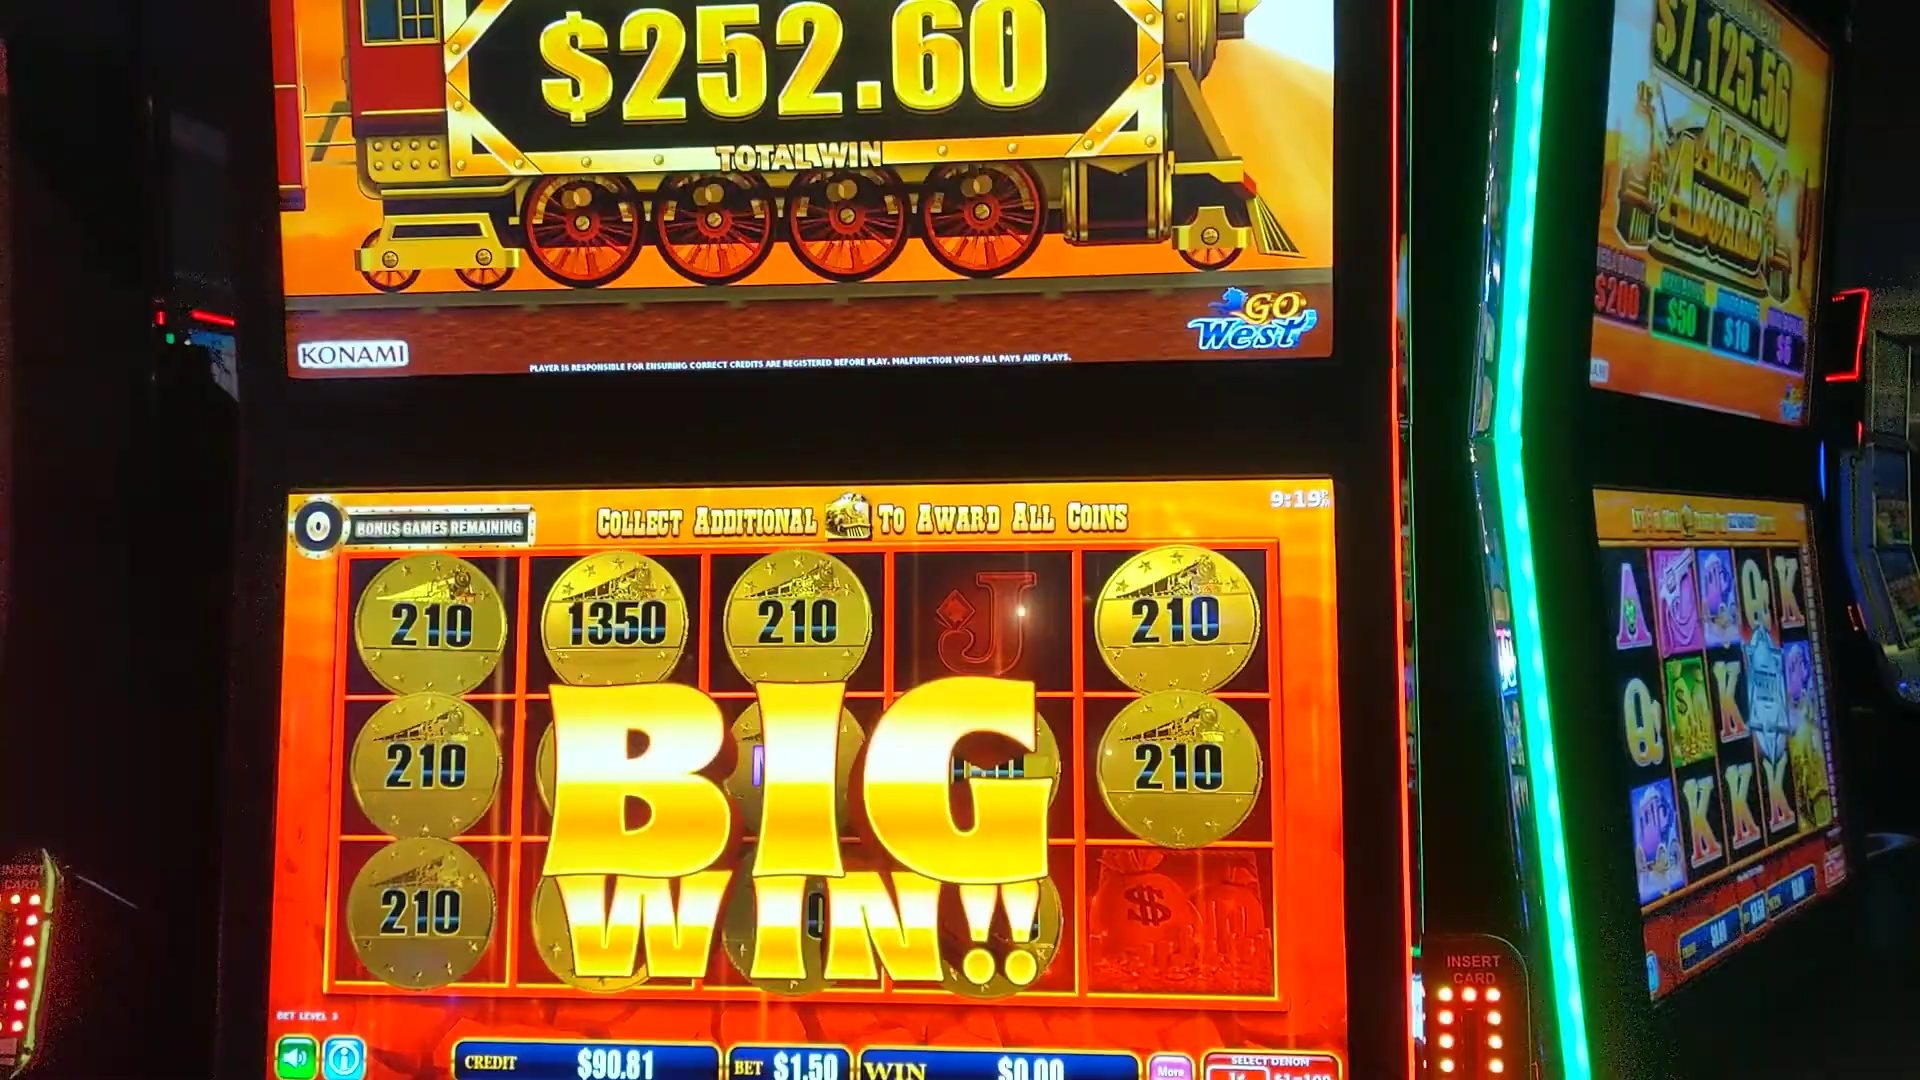 $252.60
TOTAL WIN
GO
West
KONAMI
PLAYER IS RESPONSIBLE FOR ENSURING CORRECT CREDITS ARE REGISTERED BEFORE PLAY. MALFUNCTION VOIDS ALL PAYS AND PLAYS.
0 BONUS GAMES REMAINING
COLLECT ADDITIONAL TO AWARD ALL COINS
9:19
210 1350 210 J 210
210 210
210 $
BIG
WIN!!
BET LEVEL 3
CREDIT $90.81 BET $1.50 WIN $0.00 More SELECT DENOM
$7,125.56
ALL
ABOARD
$200 $50 $10 $6
A Q K
Q K
K K K
INSERT
CARD
INSERT
CARD